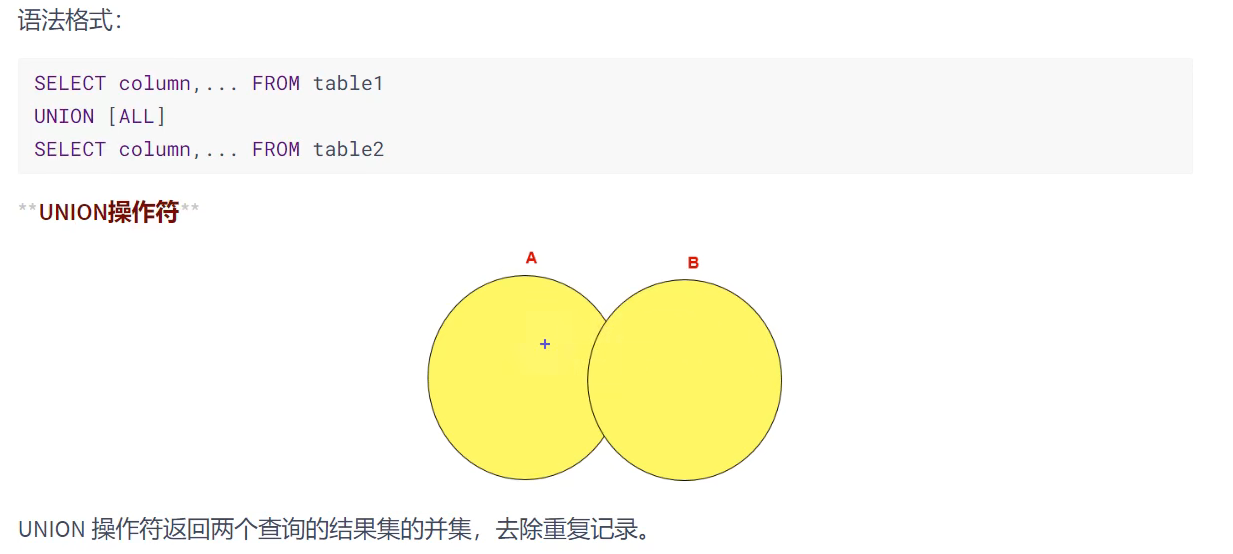 语法格式：
SELECT column,... FROM table1
UNION [ALL]
SELECT column,... FROM table2
**UNION操作符**
A
B
UNION 操作符返回两个查询的结果集的并集，去除重复记录。